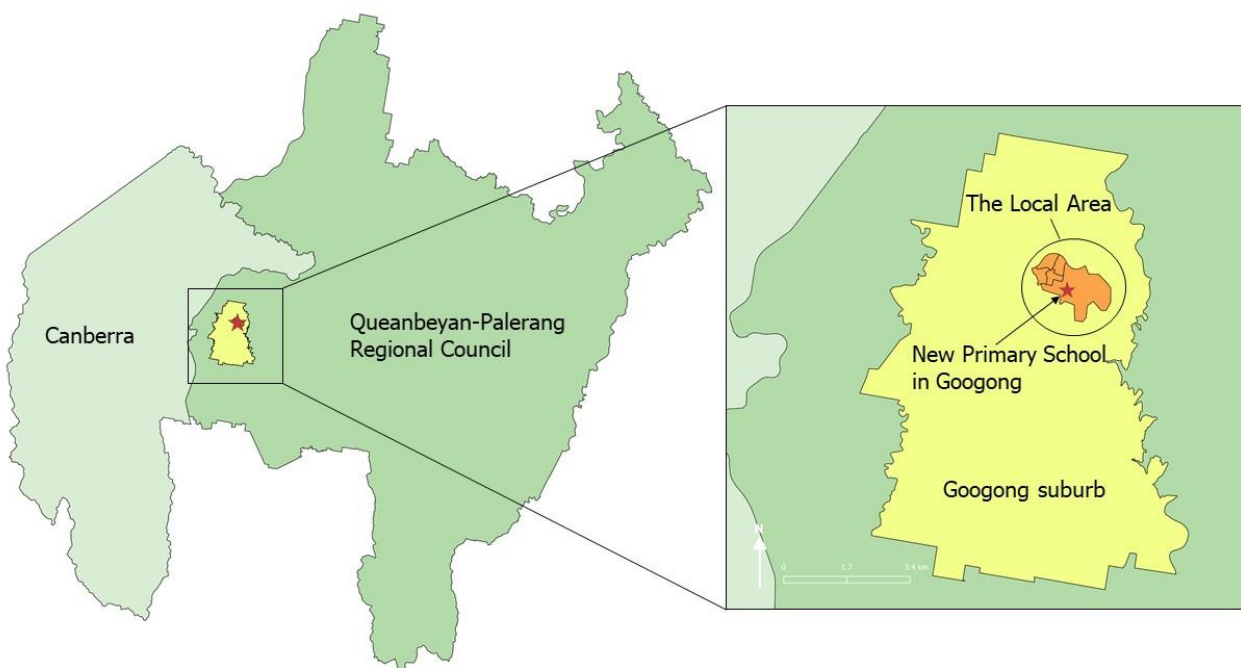 Canberra
Queanbeyan-Palerang
Regional Council
The Local Area
New Primary School
in Googong
Googong suburb
N
0 1.7 3.4 km